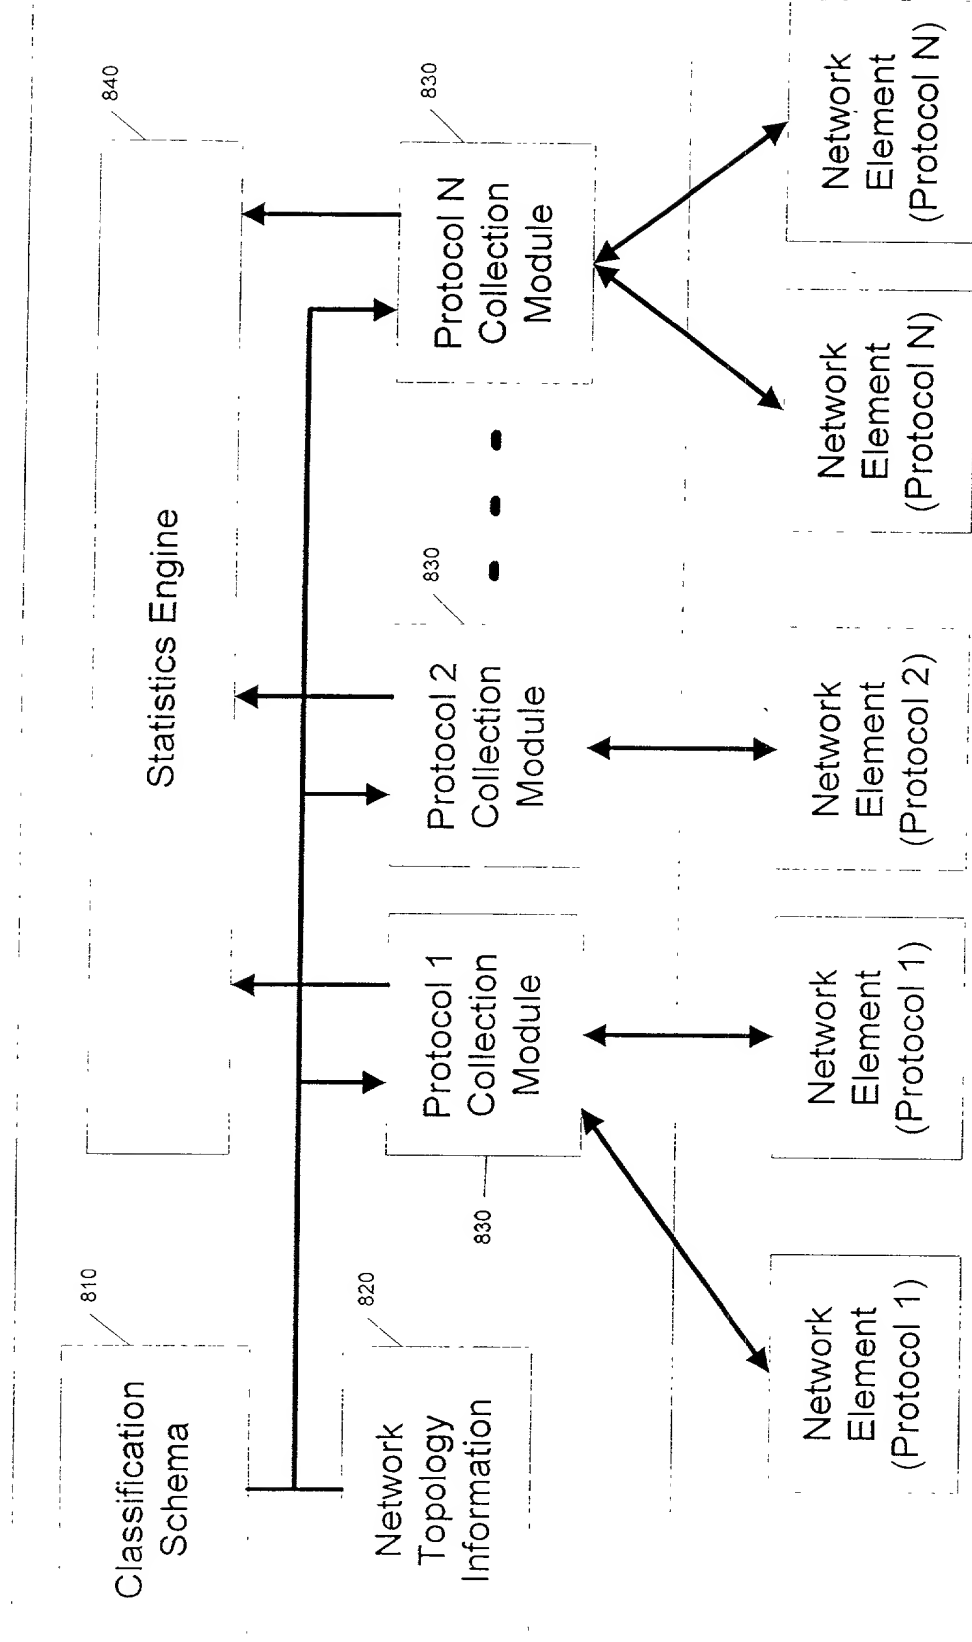 840
Statistics Engine
810
Classification
Schema
820
Network
Topology
Information
830
Protocol 1
Collection
Module
830
Protocol 2
Collection
Module
830
Protocol N
Collection
Module
Network
Element
(Protocol 1)
Network
Element
(Protocol 1)
Network
Element
(Protocol 2)
Network
Element
(Protocol N)
Network
Element
(Protocol N)